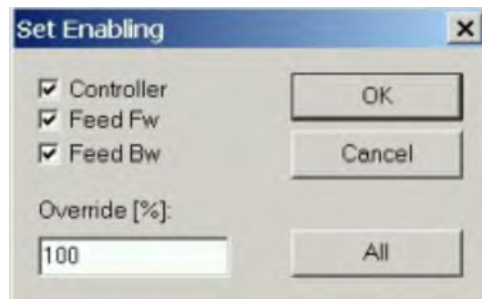 Set Enabling
Controller
Feed Fw
Feed Bw
OK
Cancel
Override [%]:
100
All